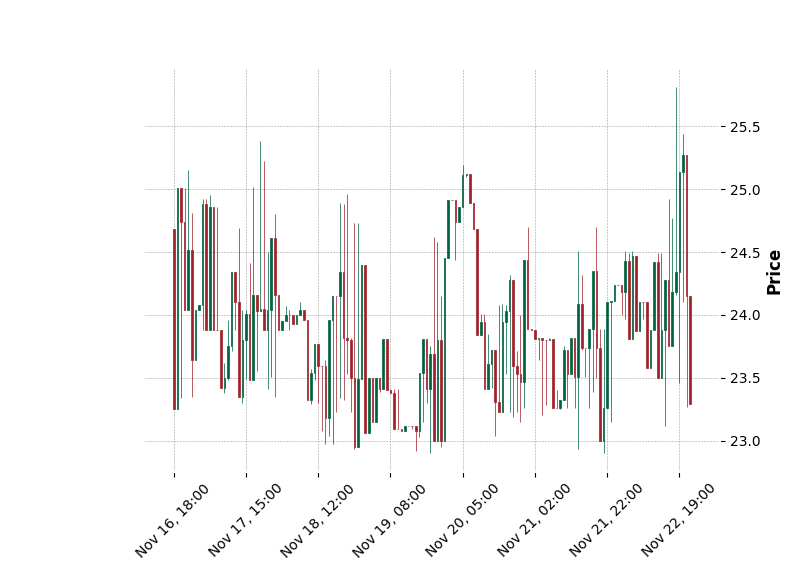 25.5
25.0
24.5
24.0
23.5
23.0
Price
Nov 16, 18:00
Nov 17, 15:00
Nov 18, 12:00
Nov 19, 08:00
Nov 20, 05:00
Nov 21, 02:00
Nov 21, 22:00
Nov 22, 19:00